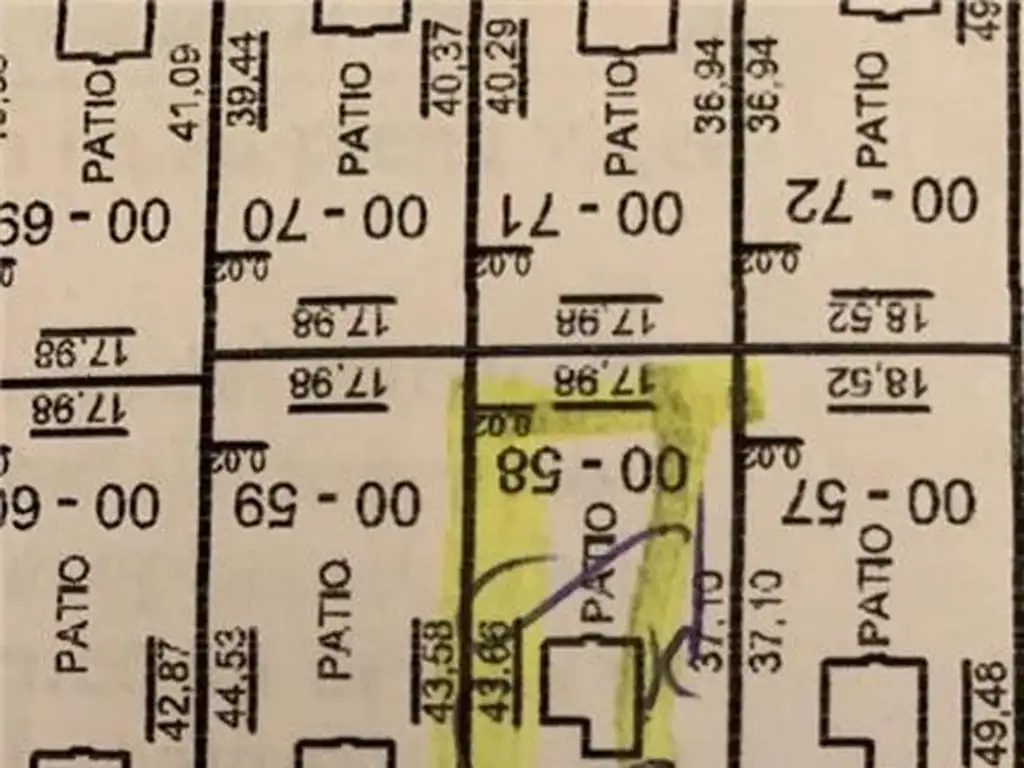 41,09
39,44
40,37
40,29
36,94
36,94
PATIO
PATIO
PATIO
PATIO
00 - 69
00 - 70
00 - 71
00 - 72
0.02
0.02
0.02
17,98
17,98
17,98
18,52
17,98
17,98
17,98
18,52
0.02
0.02
0.02
00 - 59
00 - 58
00 - 57
PATIO
PATIO
PATIO
PATIO
42,87
44,53
43,58
43.66
37,10
37,10
49,48